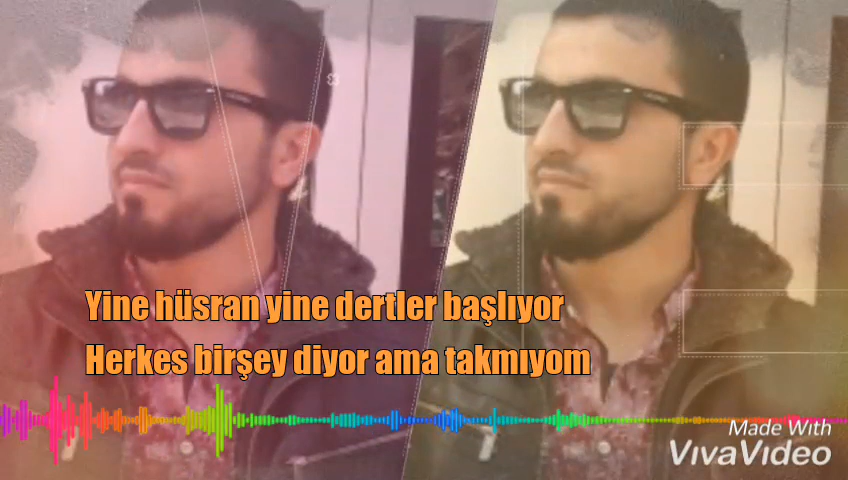 Yine hüsran yine dertler başlıyor
Herkes birşey diyor ama takmıyom
Made With
VivaVideo